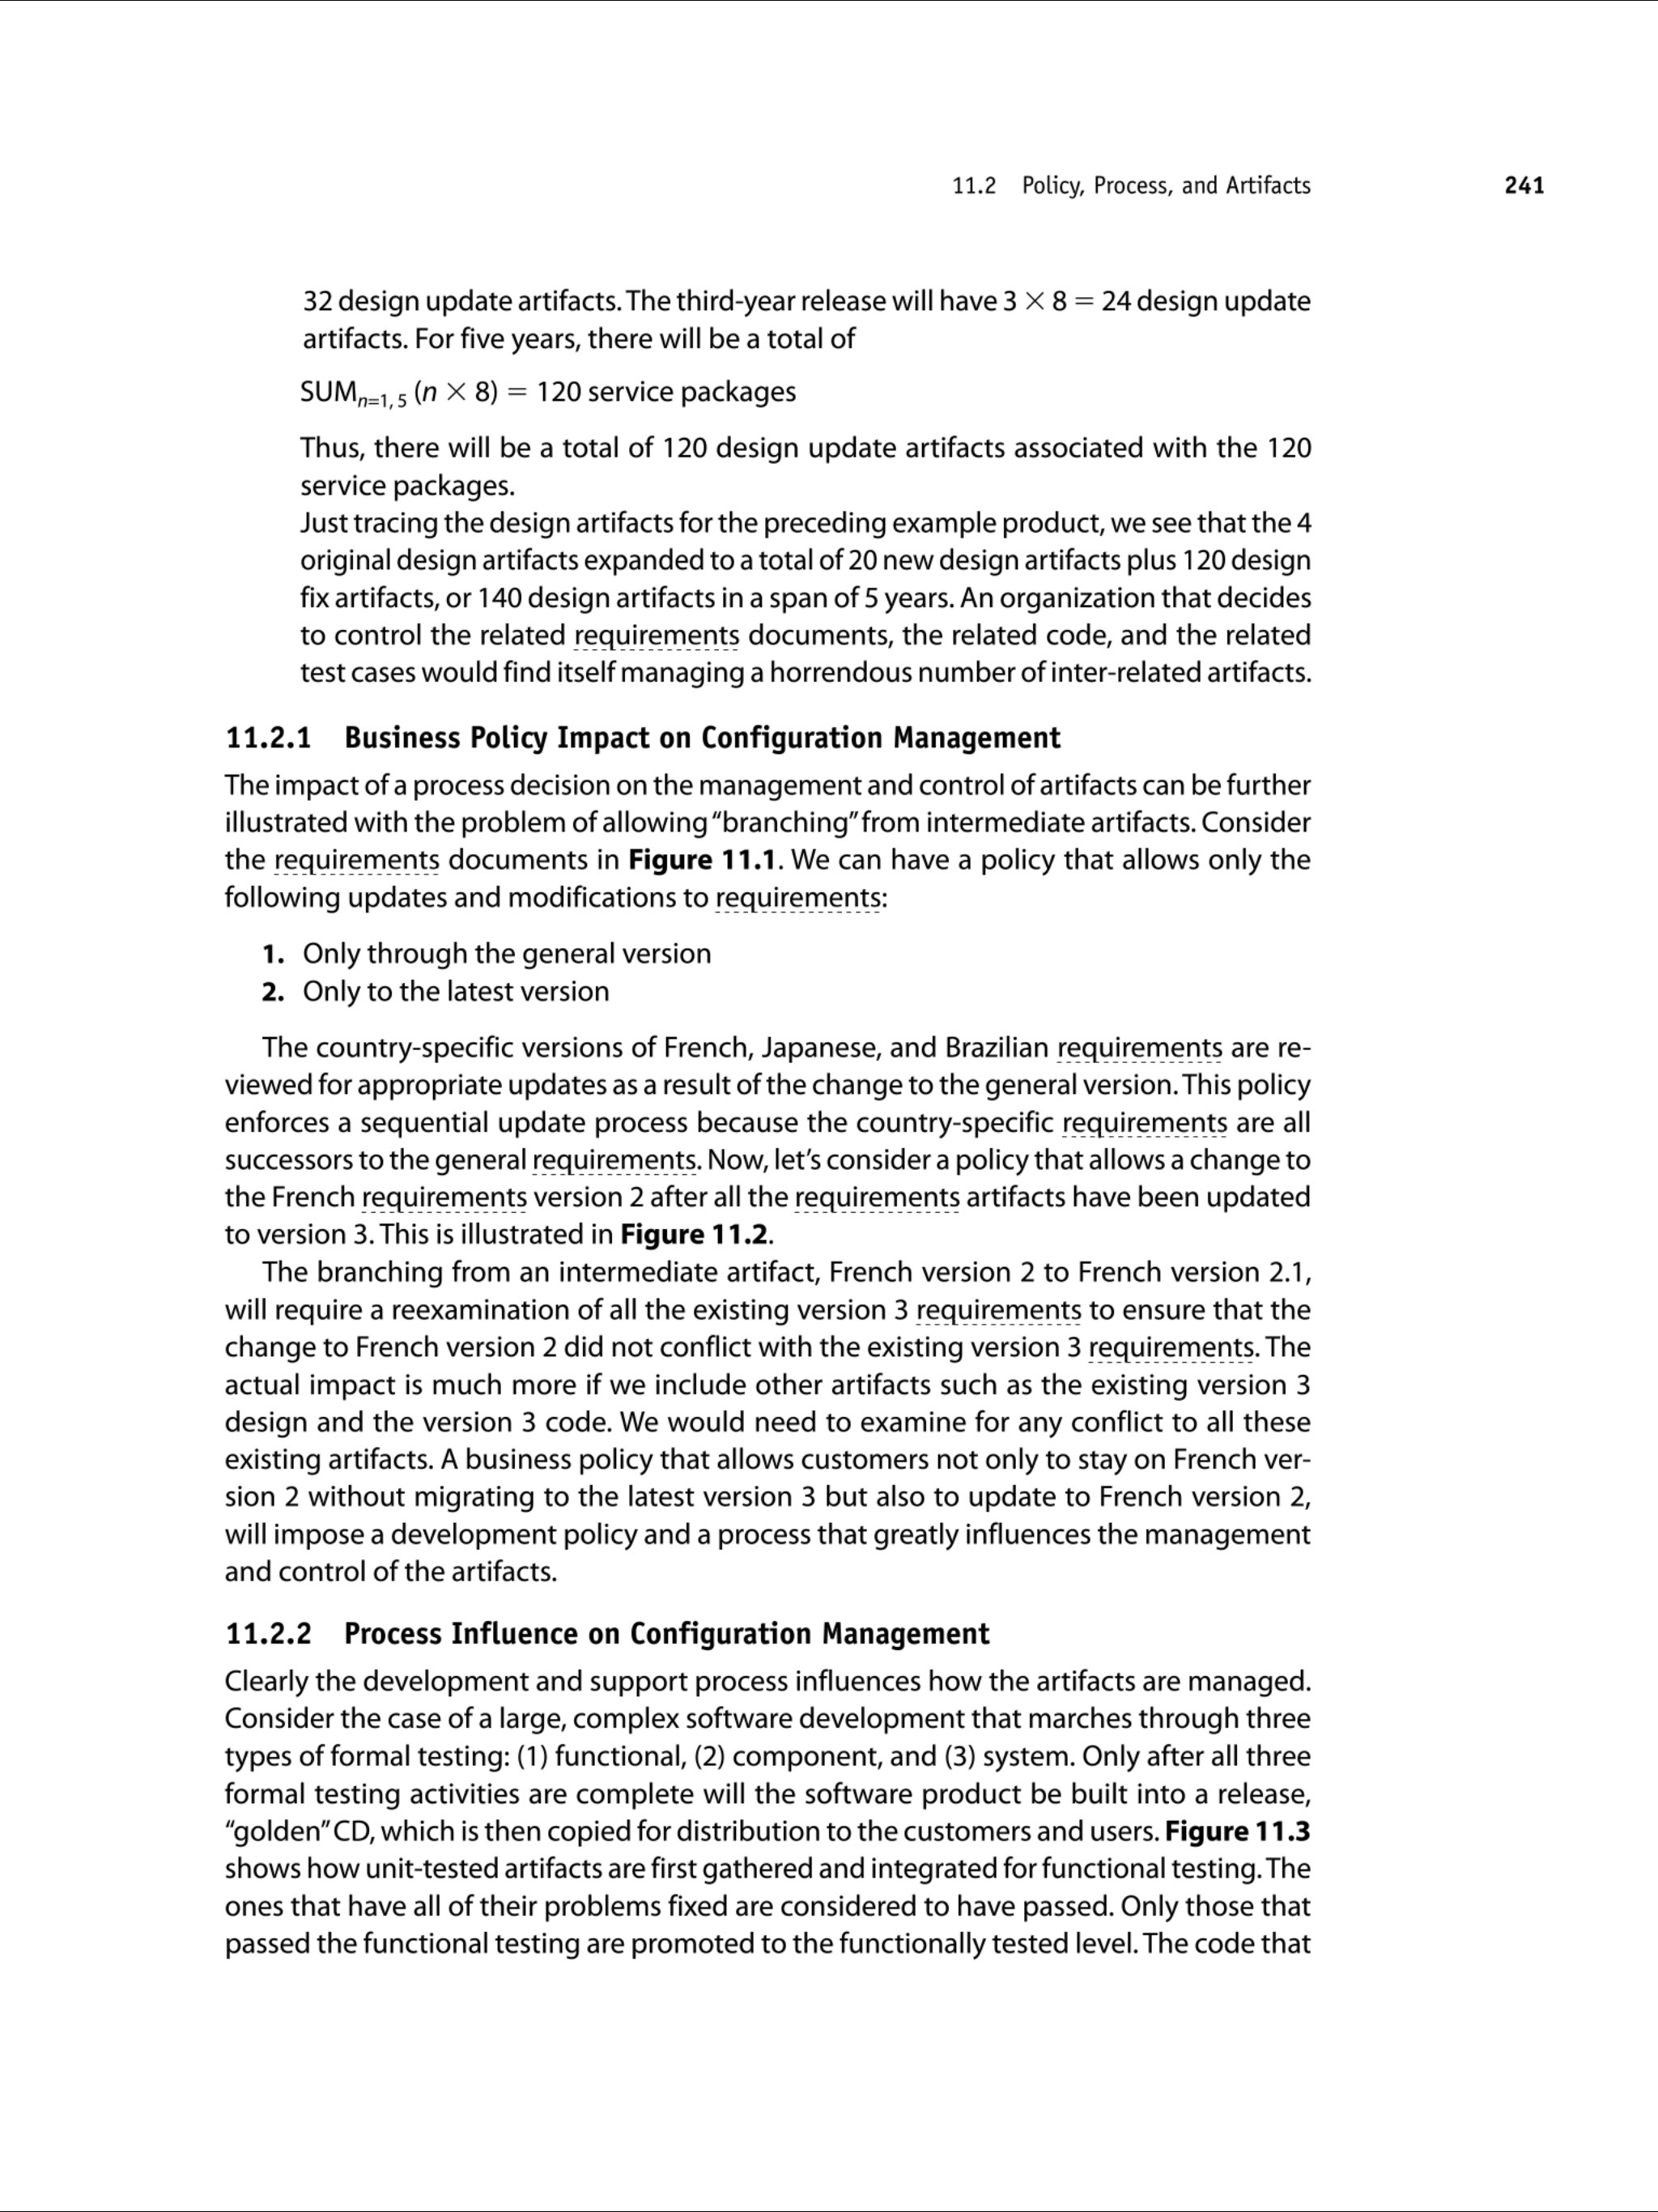 11.2 Policy, Process, and Artifacts 241
32 design update artifacts. The third-year release will have 3 × 8 = 24 design update
artifacts. For five years, there will be a total of
SUMn=1, 5 (n × 8) = 120 service packages
Thus, there will be a total of 120 design update artifacts associated with the 120
service packages.
Just tracing the design artifacts for the preceding example product, we see that the 4
original design artifacts expanded to a total of 20 new design artifacts plus 120 design
fix artifacts, or 140 design artifacts in a span of 5 years. An organization that decides
to control the related requirements documents, the related code, and the related
test cases would find itself managing a horrendous number of inter-related artifacts.
11.2.1 Business Policy Impact on Configuration Management
The impact of a process decision on the management and control of artifacts can be further
illustrated with the problem of allowing “branching” from intermediate artifacts. Consider
the requirements documents in Figure 11.1. We can have a policy that allows only the
following updates and modifications to requirements:
1. Only through the general version
2. Only to the latest version
The country-specific versions of French, Japanese, and Brazilian requirements are re-
viewed for appropriate updates as a result of the change to the general version. This policy
enforces a sequential update process because the country-specific requirements are all
successors to the general requirements. Now, let’s consider a policy that allows a change to
the French requirements version 2 after all the requirements artifacts have been updated
to version 3. This is illustrated in Figure 11.2.
The branching from an intermediate artifact, French version 2 to French version 2.1,
will require a reexamination of all the existing version 3 requirements to ensure that the
change to French version 2 did not conflict with the existing version 3 requirements. The
actual impact is much more if we include other artifacts such as the existing version 3
design and the version 3 code. We would need to examine for any conflict to all these
existing artifacts. A business policy that allows customers not only to stay on French ver-
sion 2 without migrating to the latest version 3 but also to update to French version 2,
will impose a development policy and a process that greatly influences the management
and control of the artifacts.
11.2.2 Process Influence on Configuration Management
Clearly the development and support process influences how the artifacts are managed.
Consider the case of a large, complex software development that marches through three
types of formal testing: (1) functional, (2) component, and (3) system. Only after all three
formal testing activities are complete will the software product be built into a release,
“golden” CD, which is then copied for distribution to the customers and users. Figure 11.3
shows how unit-tested artifacts are first gathered and integrated for functional testing. The
ones that have all of their problems fixed are considered to have passed. Only those that
passed the functional testing are promoted to the functionally tested level. The code that